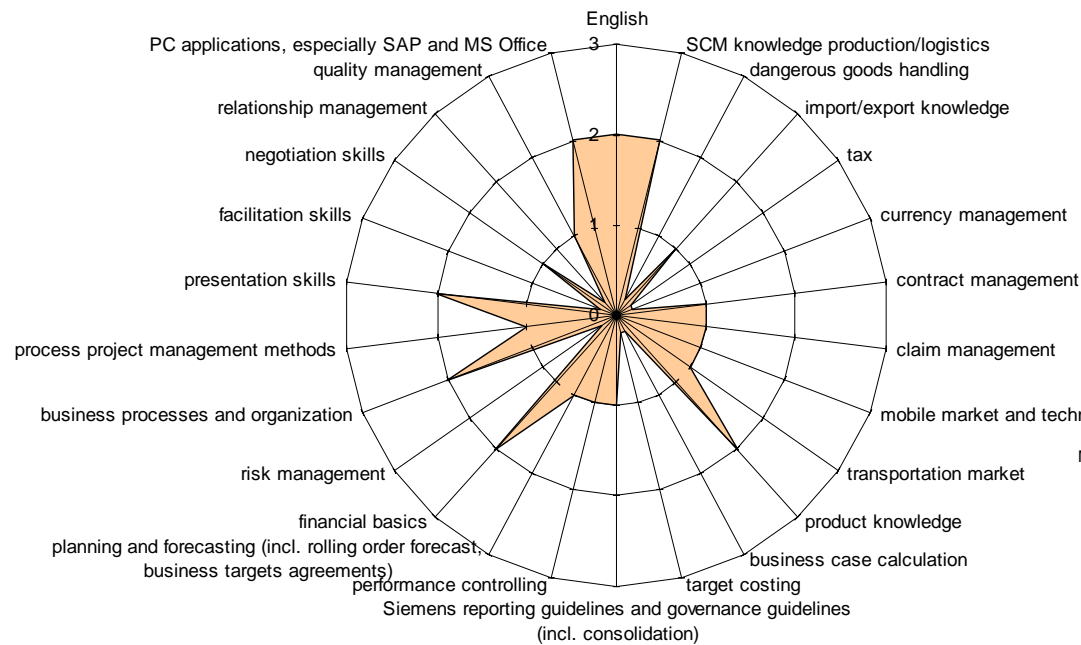 English
PC applications, especially SAP and MS Office
3
SCM knowledge production/logistics
quality management
dangerous goods handling
relationship management
import/export knowledge
2
negotiation skills
tax
facilitation skills
1
currency management
presentation skills
contract management
0
process project management methods
claim management
business processes and organization
mobile market and techn
risk management
transportation market
financial basics
product knowledge
planning and forecasting (incl. rolling order forecast,
business targets agreements)
business case calculation
performance controlling
target costing
Siemens reporting guidelines and governance guidelines
(incl. consolidation)